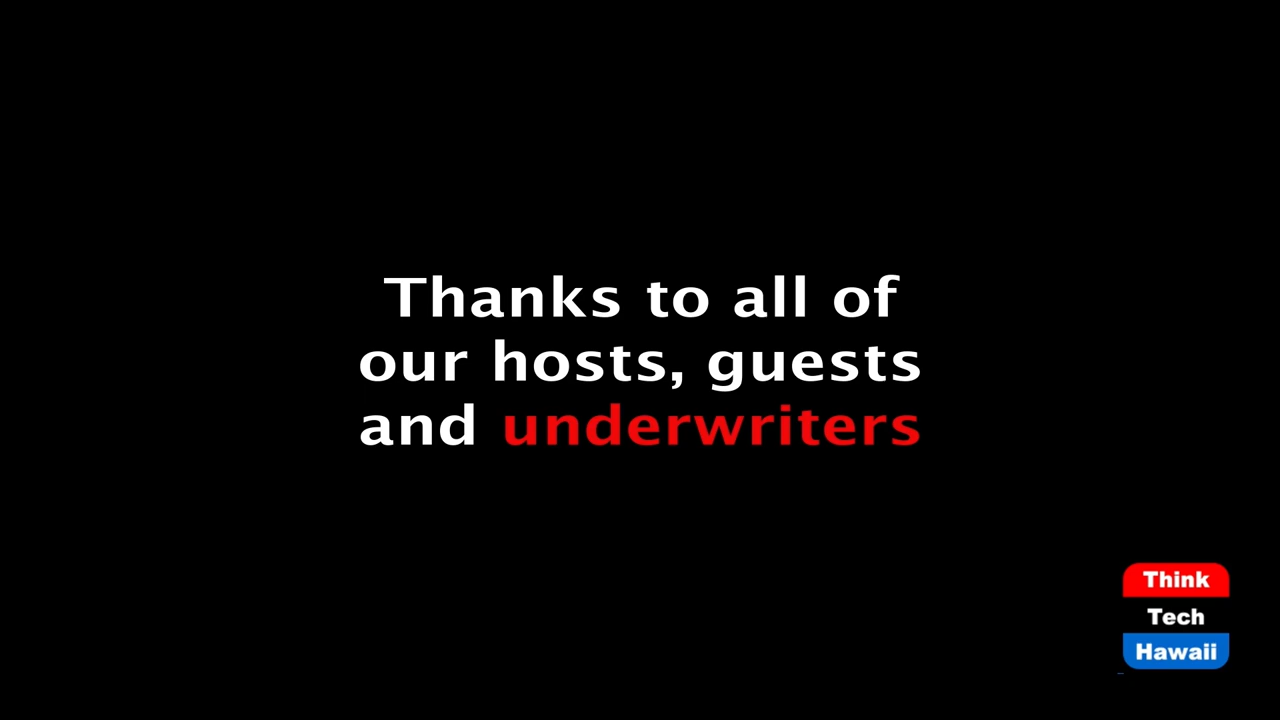 Thanks to all of
our hosts, guests
and underwriters
Think
Tech
Hawaii